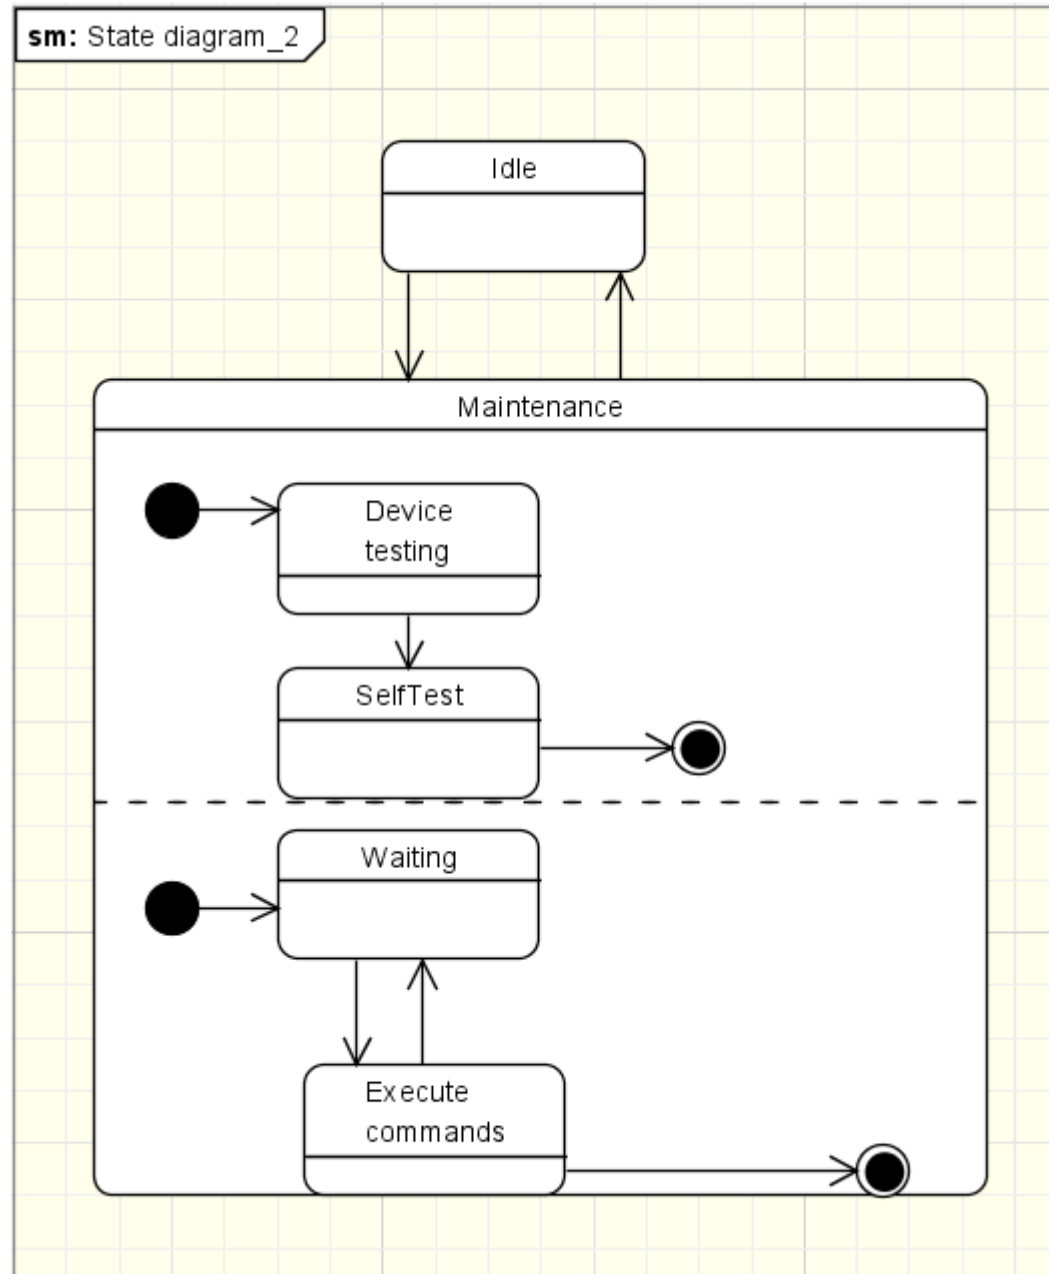 sm: State diagram_2
Idle
Maintenance
Device
testing
SelfTest
Waiting
Execute
commands